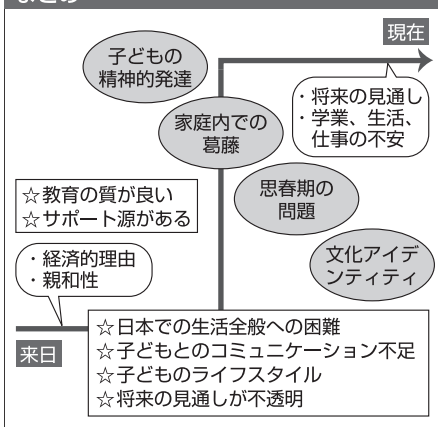 現在
子どもの
精神的発達
・将来の見通し
・学業、生活、
仕事の不安
家庭内での
葛藤
思春期の
問題
☆教育の質が良い
☆サポート源がある
文化アイデ
ンティティ
・経済的理由
・親和性
来日
☆日本での生活全般への困難
☆子どもとのコミュニケーション不足
☆子どものライフスタイル
☆将来の見通しが不透明